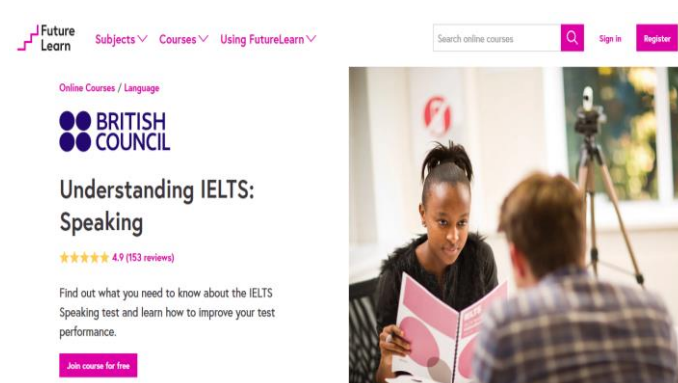 Future
Learn
Subjects Courses Using FutureLearn
Search online courses
Sign in Register
Online Courses / Language
BRITISH
COUNCIL
Understanding IELTS:
Speaking
4.9 (153 reviews)
Find out what you need to know about the IELTS
Speaking test and learn how to improve your test
performance.
Join course for free
IELTS